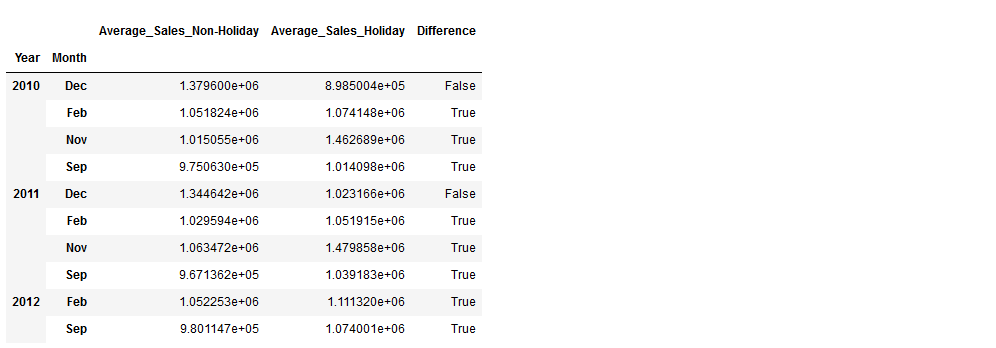 Average_Sales_Non-Holiday Average_Sales_Holiday Difference
Year Month
2010 Dec 1.379600e+06 8.985004e+05 False
Feb 1.051824e+06 1.074148e+06 True
Nov 1.015055e+06 1.462689e+06 True
Sep 9.750630e+05 1.014098e+06 True
2011 Dec 1.344642e+06 1.023166e+06 False
Feb 1.029594e+06 1.051915e+06 True
Nov 1.063472e+06 1.479858e+06 True
Sep 9.671362e+05 1.039183e+06 True
2012 Feb 1.052253e+06 1.111320e+06 True
Sep 9.801147e+05 1.074001e+06 True